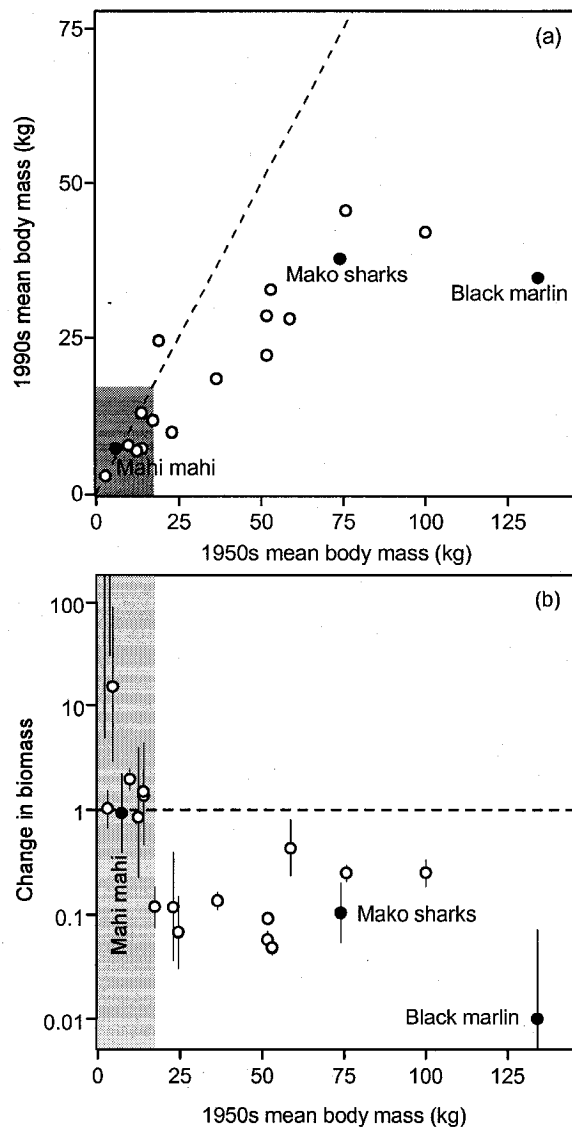 (a)
75
50
25
0
1990s mean body mass (kg)
Mako sharks
Black marlin
Mahi mahi
0 25 50 75 100 125
1950s mean body mass (kg)
(b)
100
10
1
0.1
0.01
Change in biomass
Mahi mahi
Mako sharks
Black marlin
0 25 50 75 100 125
1950s mean body mass (kg)